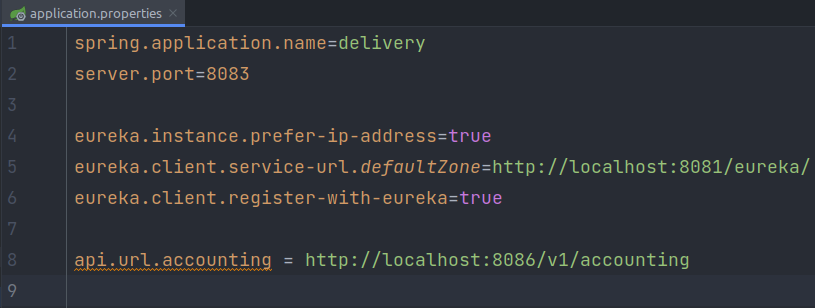 application.properties
1 spring.application.name=delivery
2 server.port=8083
3
4 eureka.instance.prefer-ip-address=true
5 eureka.client.service-url.defaultZone=http://localhost:8081/eureka/
6 eureka.client.register-with-eureka=true
7
8 api.url.accounting = http://localhost:8086/v1/accounting
9